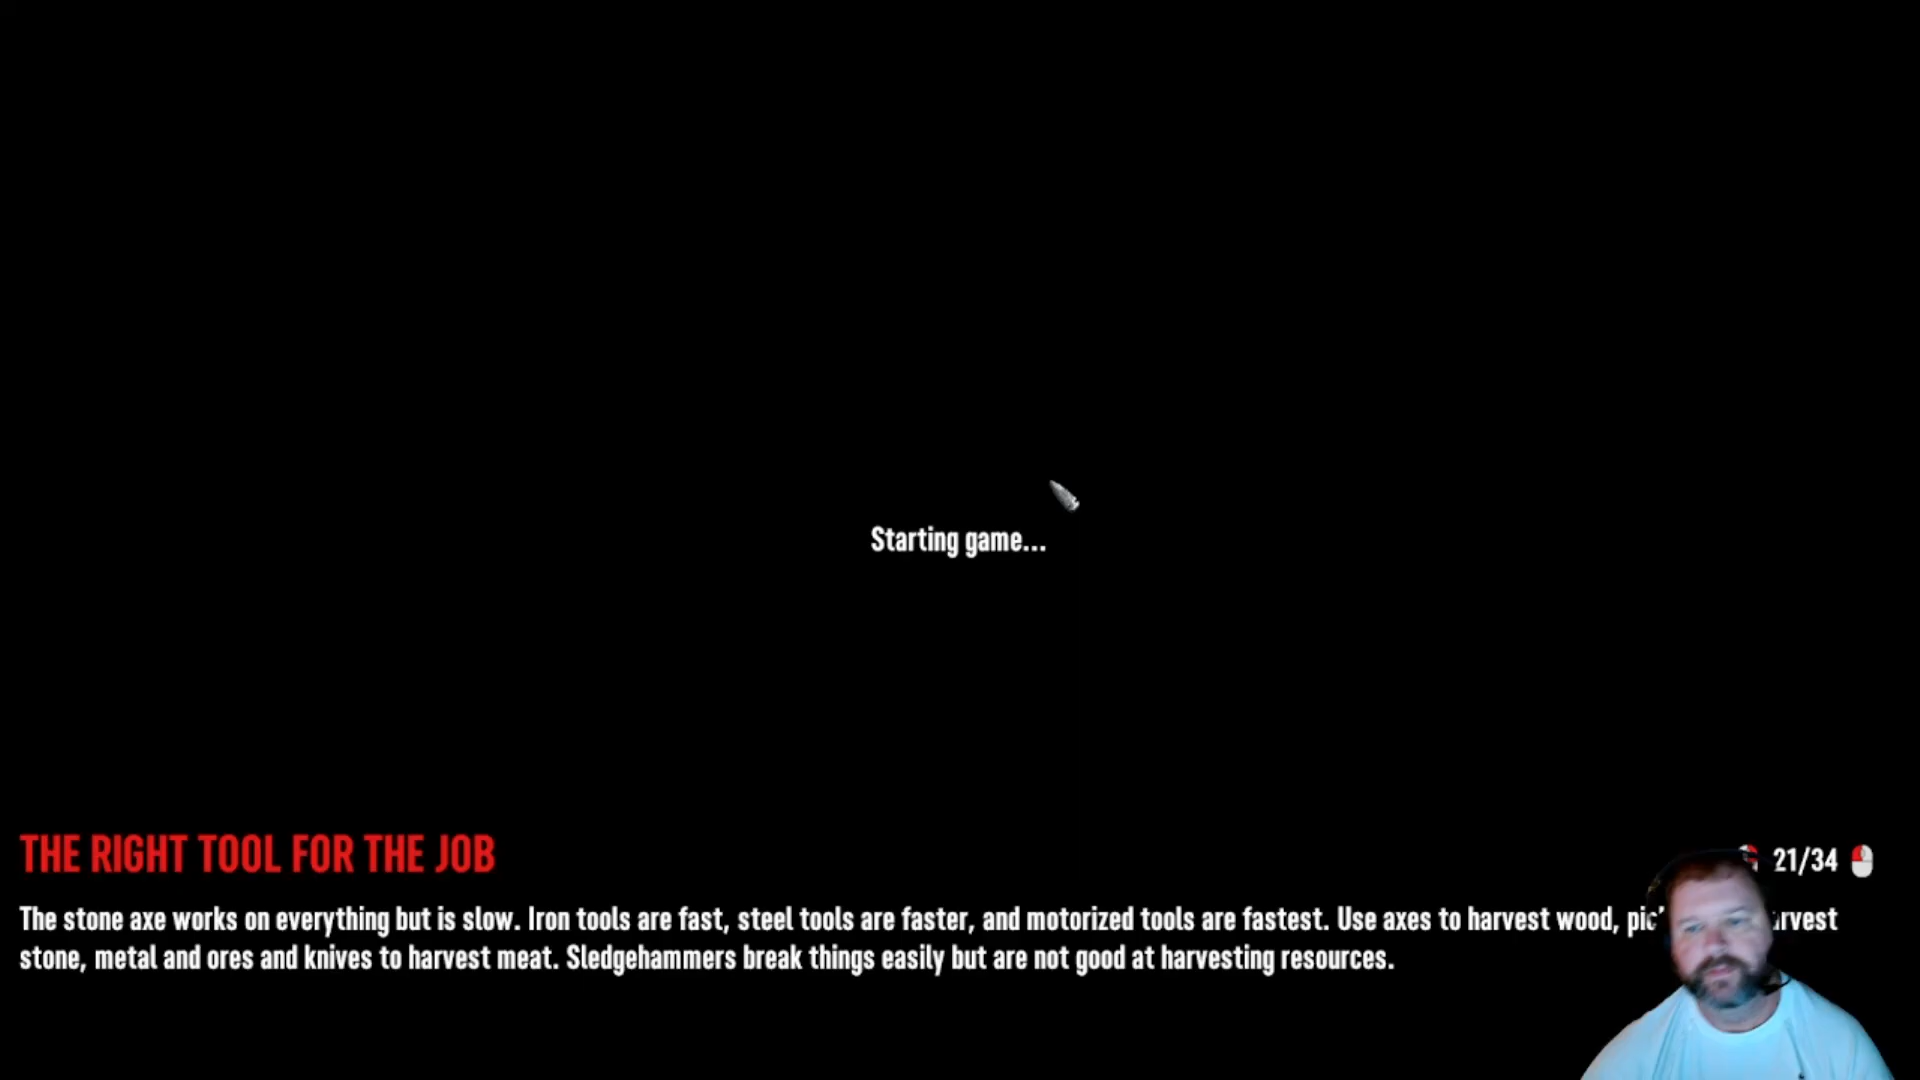 Starting game...
THE RIGHT TOOL FOR THE JOB
21/34
The stone axe works on everything but is slow. Iron tools are fast, steel tools are faster, and motorized tools are fastest. Use axes to harvest wood,
stone, metal and ores and knives to harvest meat. Sledgehammers break things easily but are not good at harvesting resources.